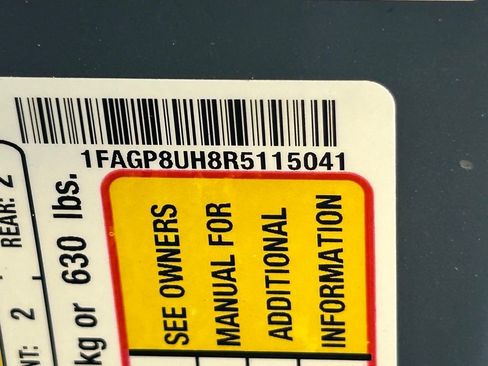 1FAGP8UH8R5115041
SEE OWNERS
MANUAL FOR
ADDITIONAL
INFORMATION
REAR: 2
NT: 2
kg or 630 lbs.